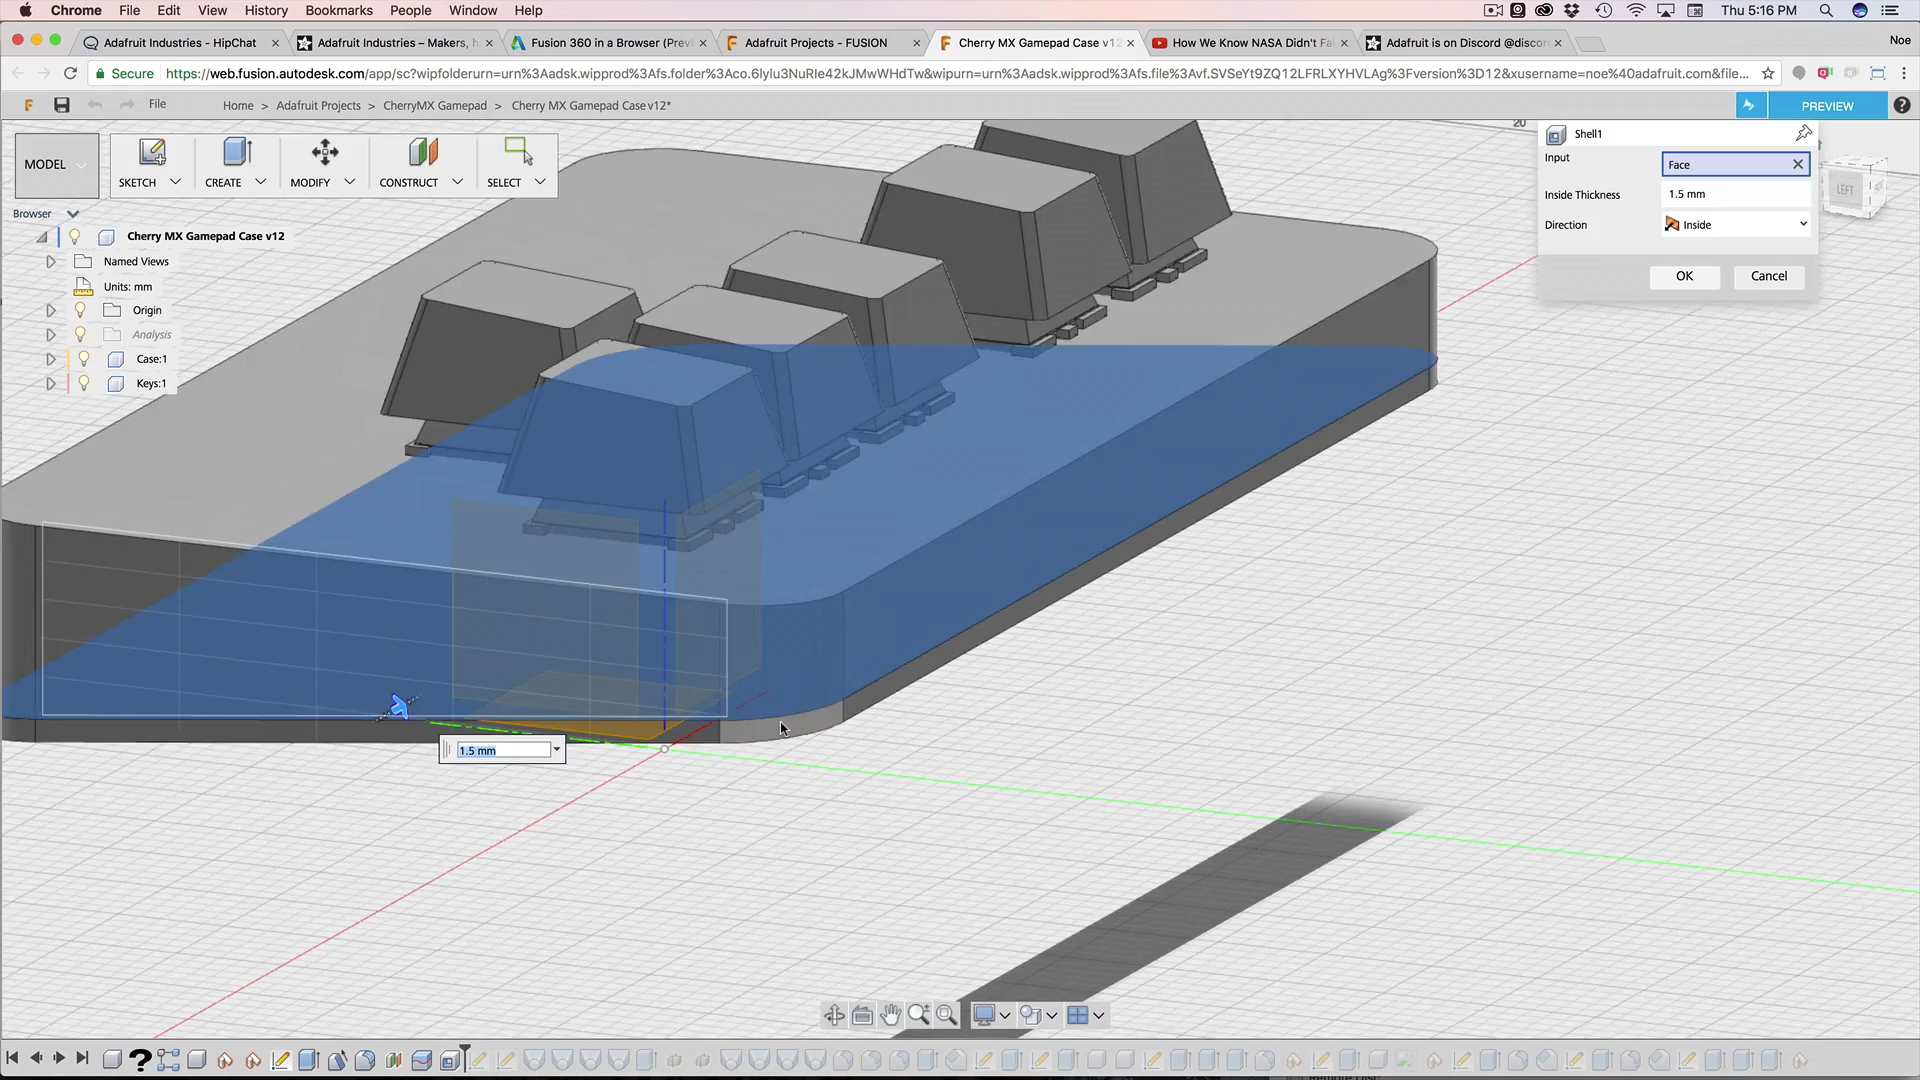 Chrome File Edit View History Bookmarks People Window Help Thu 5:16 PM
Adafruit Industries - HipChat
Adafruit Industries – Makers, h
Fusion 360 in a Browser (Previ
Adafruit Projects - FUSION
Cherry MX Gamepad Case v12
How We Know NASA Didn't Fa
Adafruit is on Discord @discor
Noe
Secure https://web.fusion.autodesk.com/app/sc?wipfolderurn=urn%3Aadsk.wipprod%3Afs.folder%3Aco.6lylu3NuRIe42kJMwWHdTw&wipurn=urn%3Aadsk.wipprod%3Afs.file%3Avf.SVSeYt9ZQ12LFRLXYHVLAg%3Fversion%3D12&xusername=noe%40adafruit.com&file...
File Home > Adafruit Projects > CherryMX Gamepad > Cherry MX Gamepad Case v12* PREVIEW ?
MODEL SKETCH CREATE MODIFY CONSTRUCT SELECT
20
Shell1
Input Face
Inside Thickness 1.5 mm
Direction Inside
OK Cancel
LEFT
Browser
Cherry MX Gamepad Case v12
Named Views
Units: mm
Origin
Analysis
Case:1
Keys:1
1.5 mm